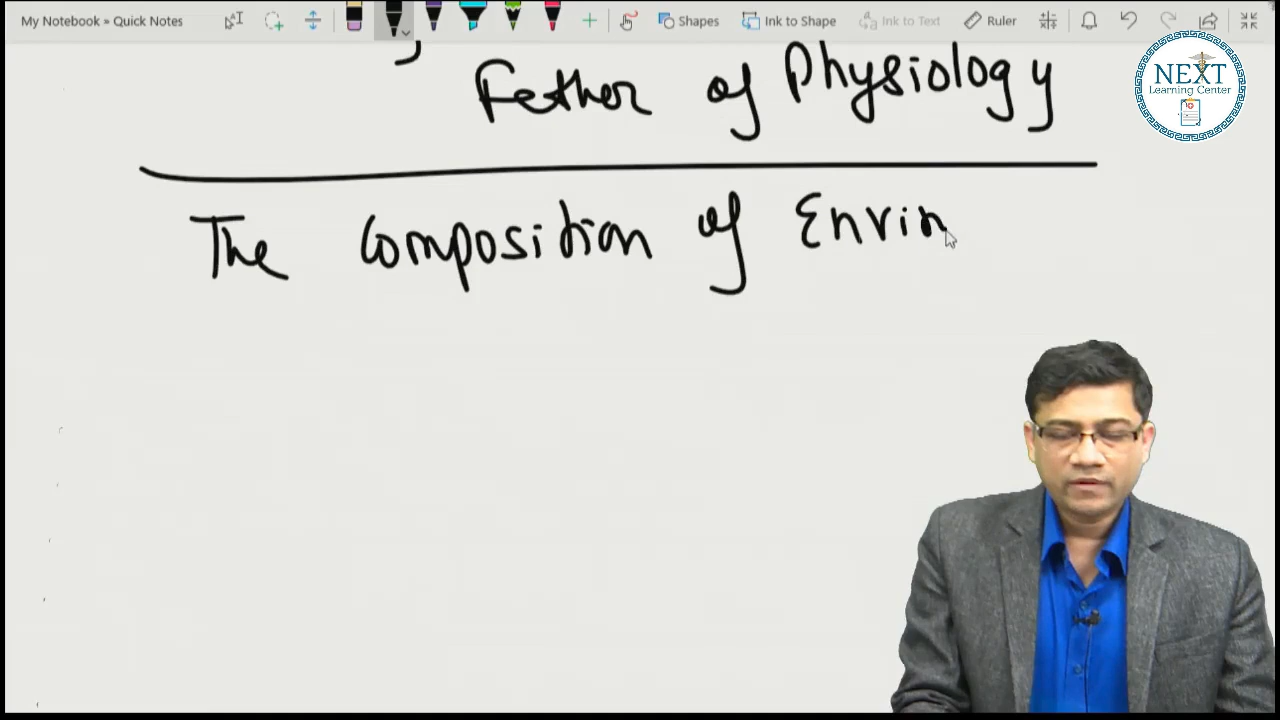 My Notebook » Quick Notes
Shapes
Ink to Shape
Ink to Text
Ruler
NEXT
Learning Center
Father of Physiology
The Composition of Envin